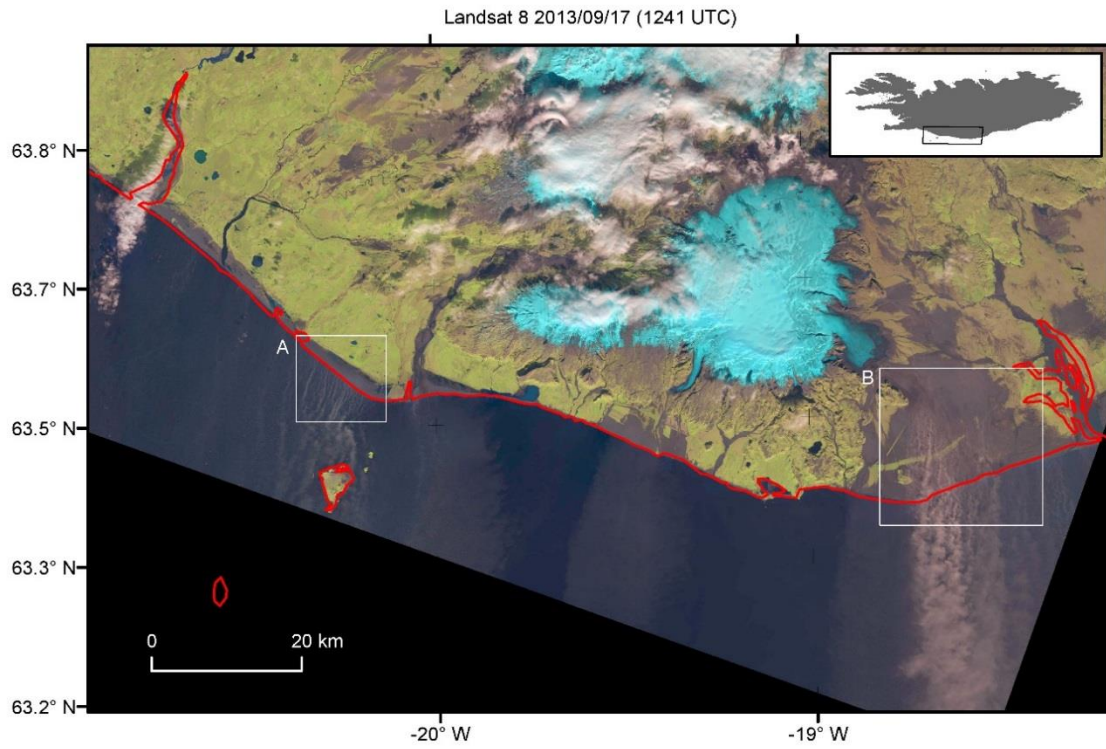 Landsat 8 2013/09/17 (1241 UTC)
63.8° N
63.7° N
A
B
63.5° N
63.3° N
0
20 km
63.2° N
-20° W
-19° W